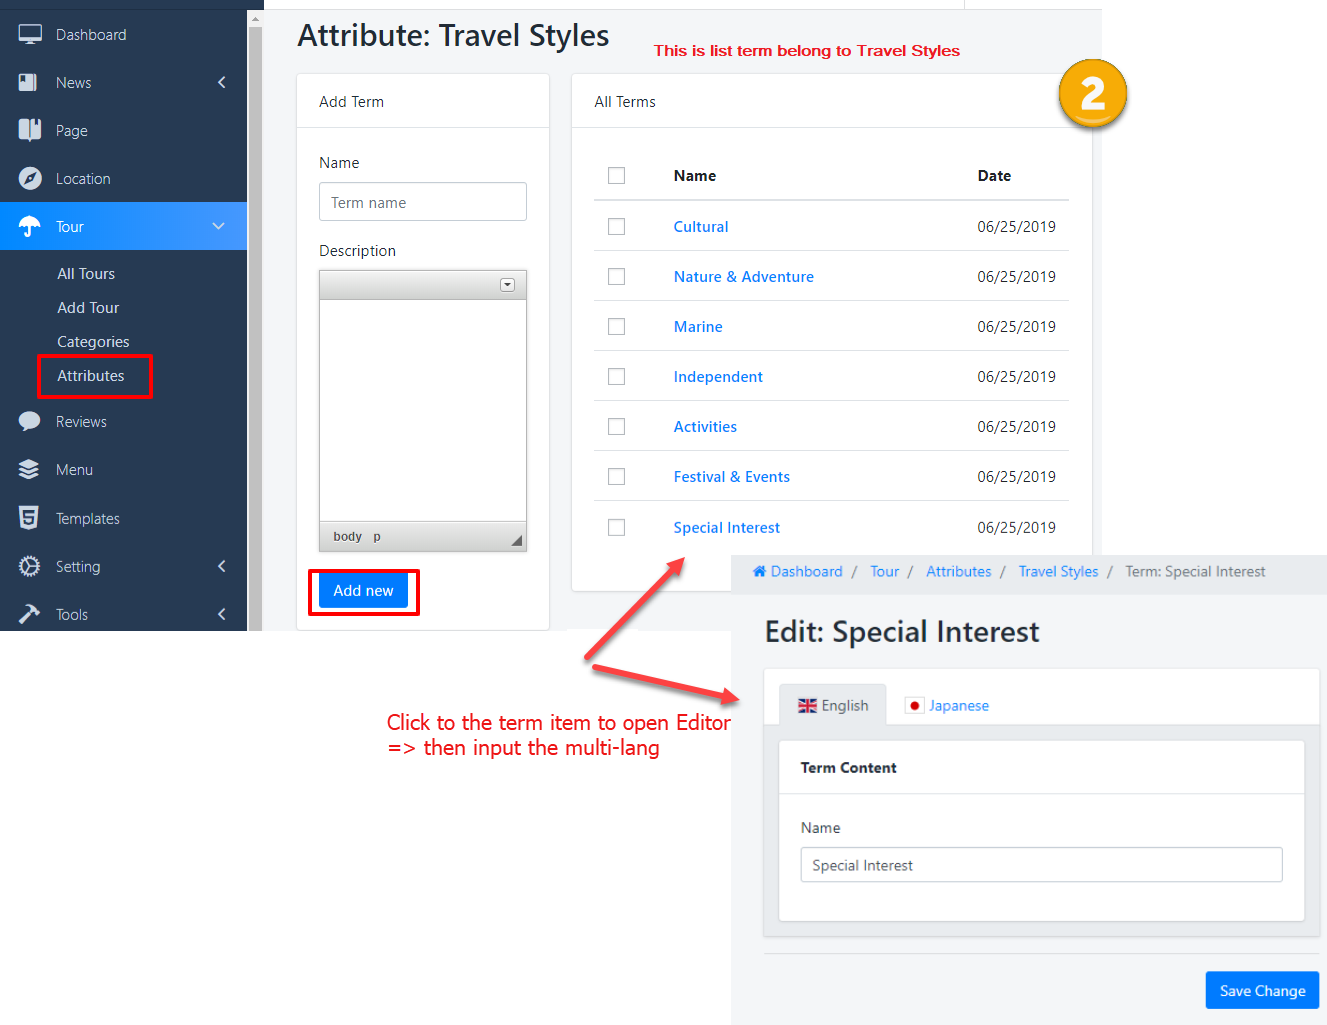 Dashboard
News
Page
Location
Tour
All Tours
Add Tour
Categories
Attributes
Reviews
Menu
Templates
Setting
Tools
Attribute: Travel Styles
This is list term belong to Travel Styles
2
Add Term
Name
Term name
Description
body p
Add new
All Terms
Name Date
Cultural 06/25/2019
Nature & Adventure 06/25/2019
Marine 06/25/2019
Independent 06/25/2019
Activities 06/25/2019
Festival & Events 06/25/2019
Special Interest 06/25/2019
Click to the term item to open Editor
=> then input the multi-lang
Dashboard / Tour / Attributes / Travel Styles / Term: Special Interest
Edit: Special Interest
English Japanese
Term Content
Name
Special Interest
Save Change